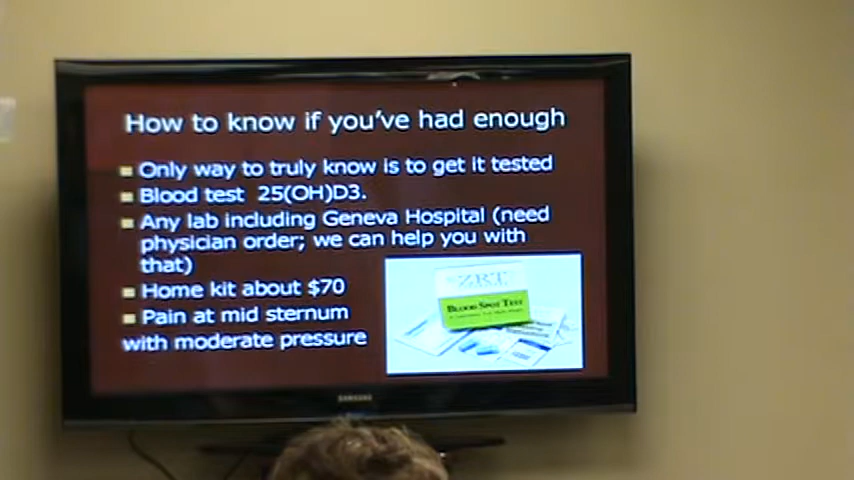 How to know if you've had enough
Only way to truly know is to get it tested
Blood test 25(OH)D3.
Any lab including Geneva Hospital (need
physician order; we can help you with
that)
Home kit about $70
Pain at mid sternum
with moderate pressure
ZRT
BLOOD SPOT TEST
SAMSUNG